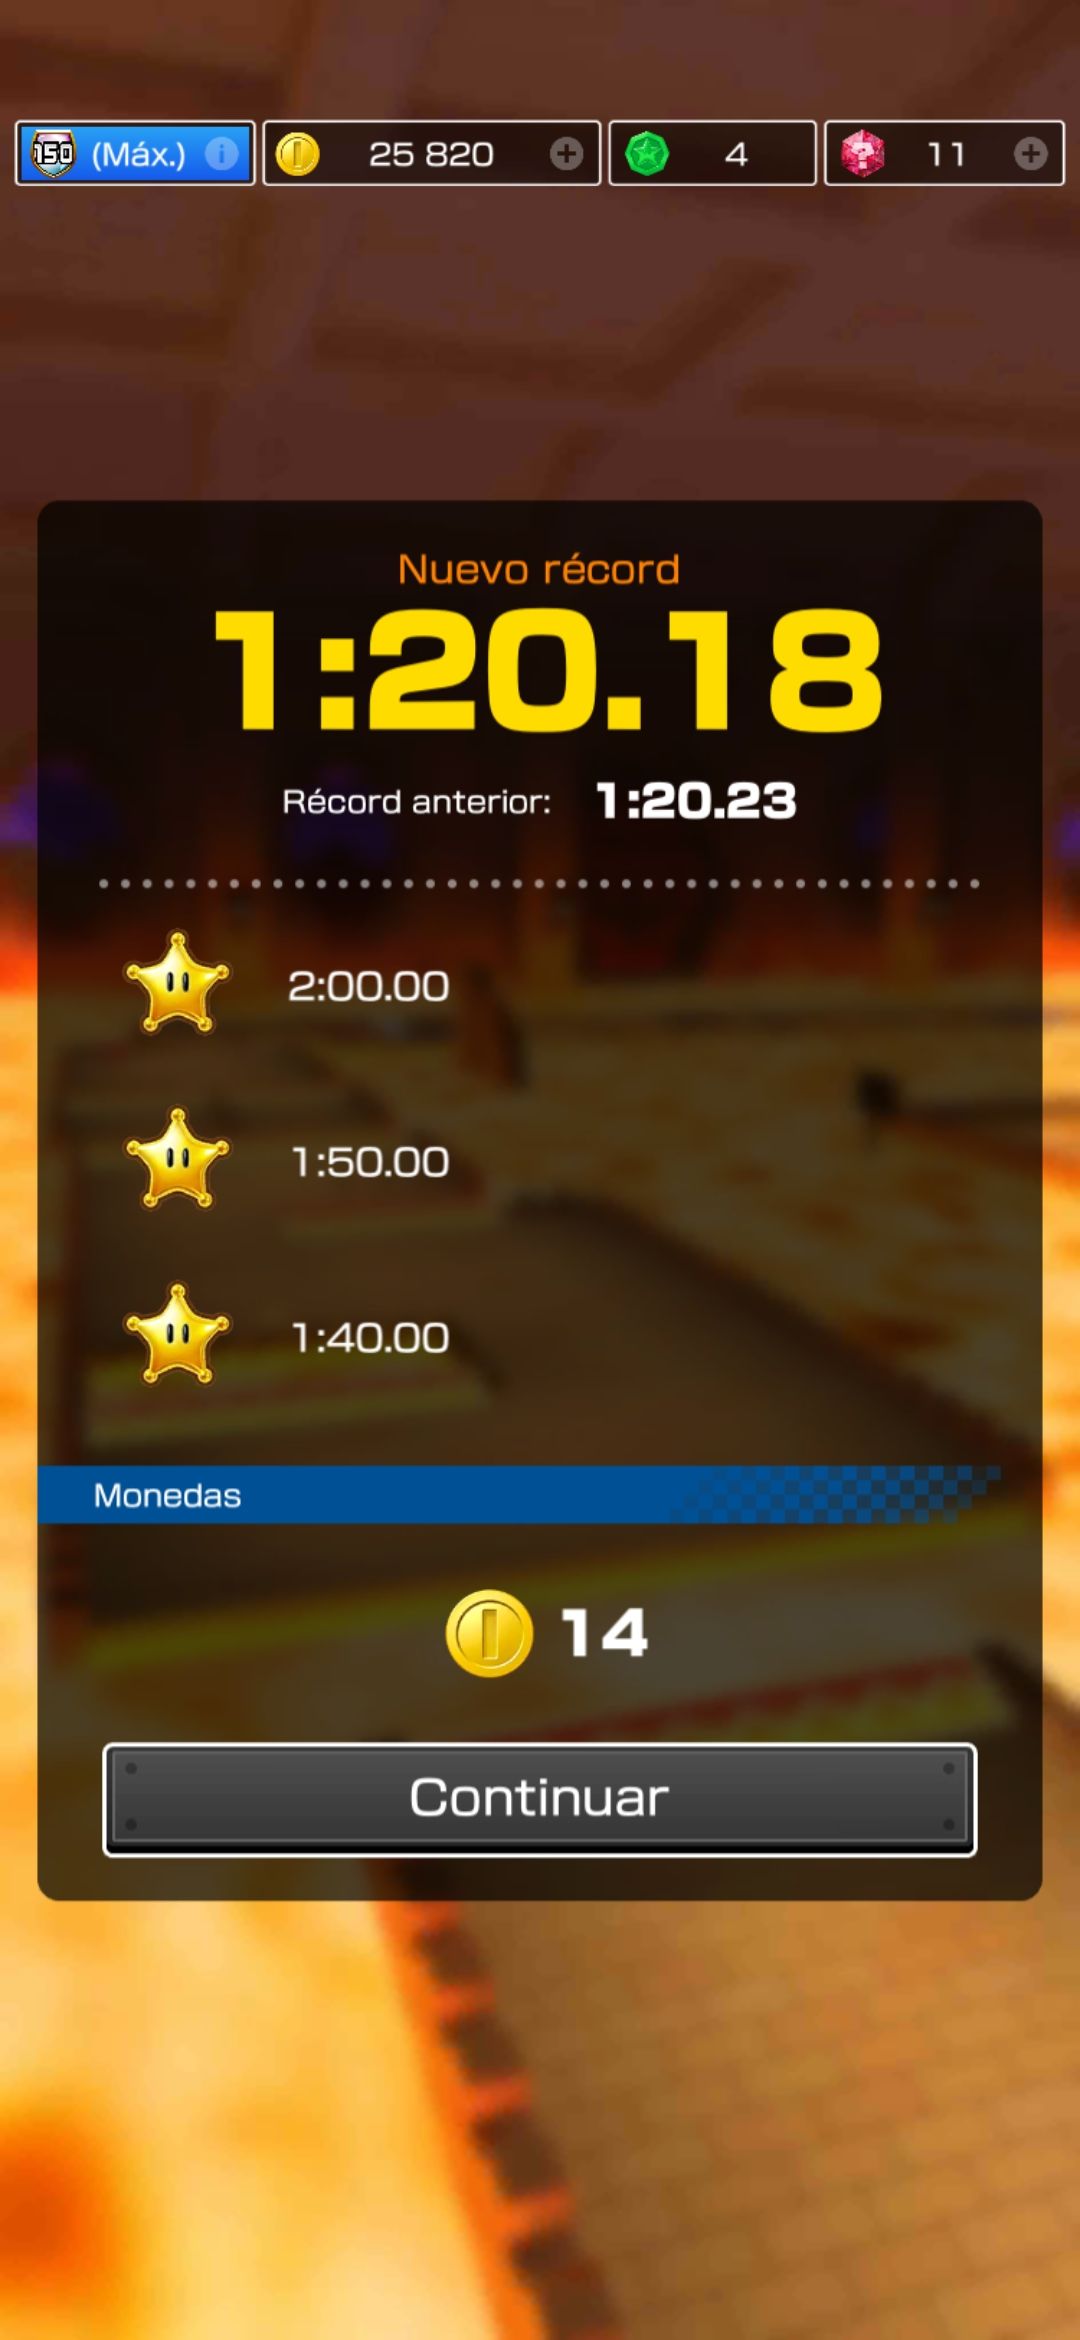 150 (Máx.) i 25 820 + 4 ? 11 +
Nuevo récord
1:20.18
Récord anterior: 1:20.23
2:00.00
1:50.00
1:40.00
Monedas
14
Continuar